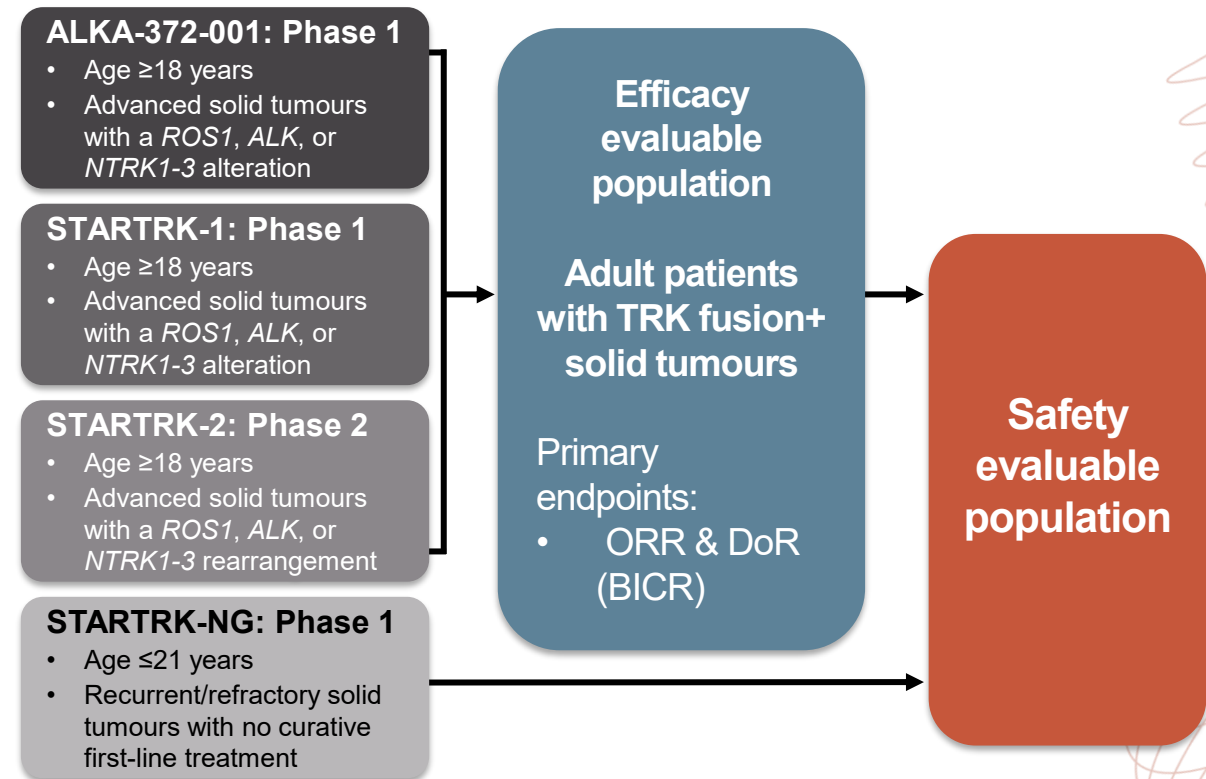 ALKA-372-001: Phase 1
• Age ≥18 years
• Advanced solid tumours
with a ROS1, ALK, or
NTRK1-3 alteration
STARTRK-1: Phase 1
• Age ≥18 years
• Advanced solid tumours
with a ROS1, ALK, or
NTRK1-3 alteration
STARTRK-2: Phase 2
• Age ≥18 years
• Advanced solid tumours
with a ROS1, ALK, or
NTRK1-3 rearrangement
STARTRK-NG: Phase 1
• Age ≤21 years
• Recurrent/refractory solid
tumours with no curative
first-line treatment
Efficacy
evaluable
population
Adult patients
with TRK fusion+
solid tumours
Primary
endpoints:
• ORR & DoR
(BICR)
Safety
evaluable
population